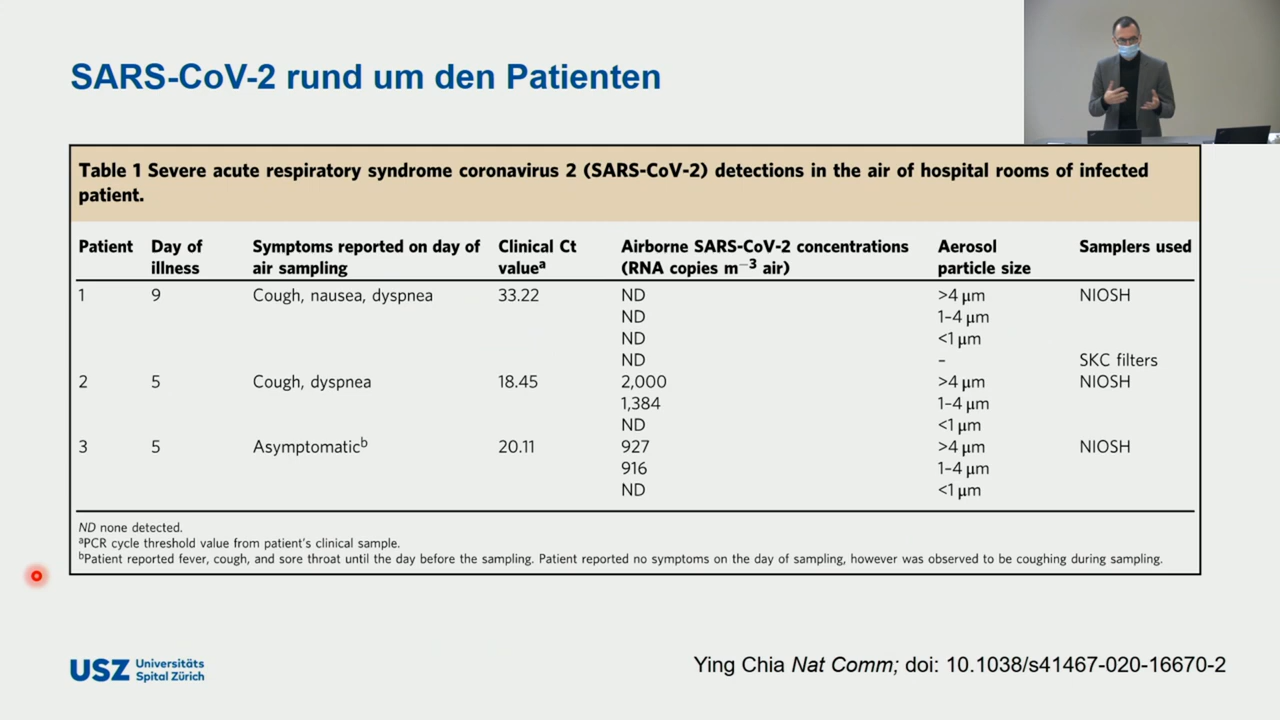 SARS-CoV-2 rund um den Patienten
Table 1 Severe acute respiratory syndrome coronavirus 2 (SARS-CoV-2) detections in the air of hospital rooms of infected
patient.
Patient Day of illness Symptoms reported on day of air sampling Clinical Ct valueᵃ Airborne SARS-CoV-2 concentrations (RNA copies m⁻³ air) Aerosol particle size Samplers used
1 9 Cough, nausea, dyspnea 33.22 ND >4 μm NIOSH
ND 1–4 μm
ND <1 μm
ND – SKC filters
2 5 Cough, dyspnea 18.45 2,000 >4 μm NIOSH
1,384 1–4 μm
ND <1 μm
3 5 Asymptomaticᵇ 20.11 927 >4 μm NIOSH
916 1–4 μm
ND <1 μm
ND none detected.
ᵃPCR cycle threshold value from patient's clinical sample.
ᵇPatient reported fever, cough, and sore throat until the day before the sampling. Patient reported no symptoms on the day of sampling, however was observed to be coughing during sampling.
USZ Universitäts
Spital Zürich
Ying Chia Nat Comm; doi: 10.1038/s41467-020-16670-2